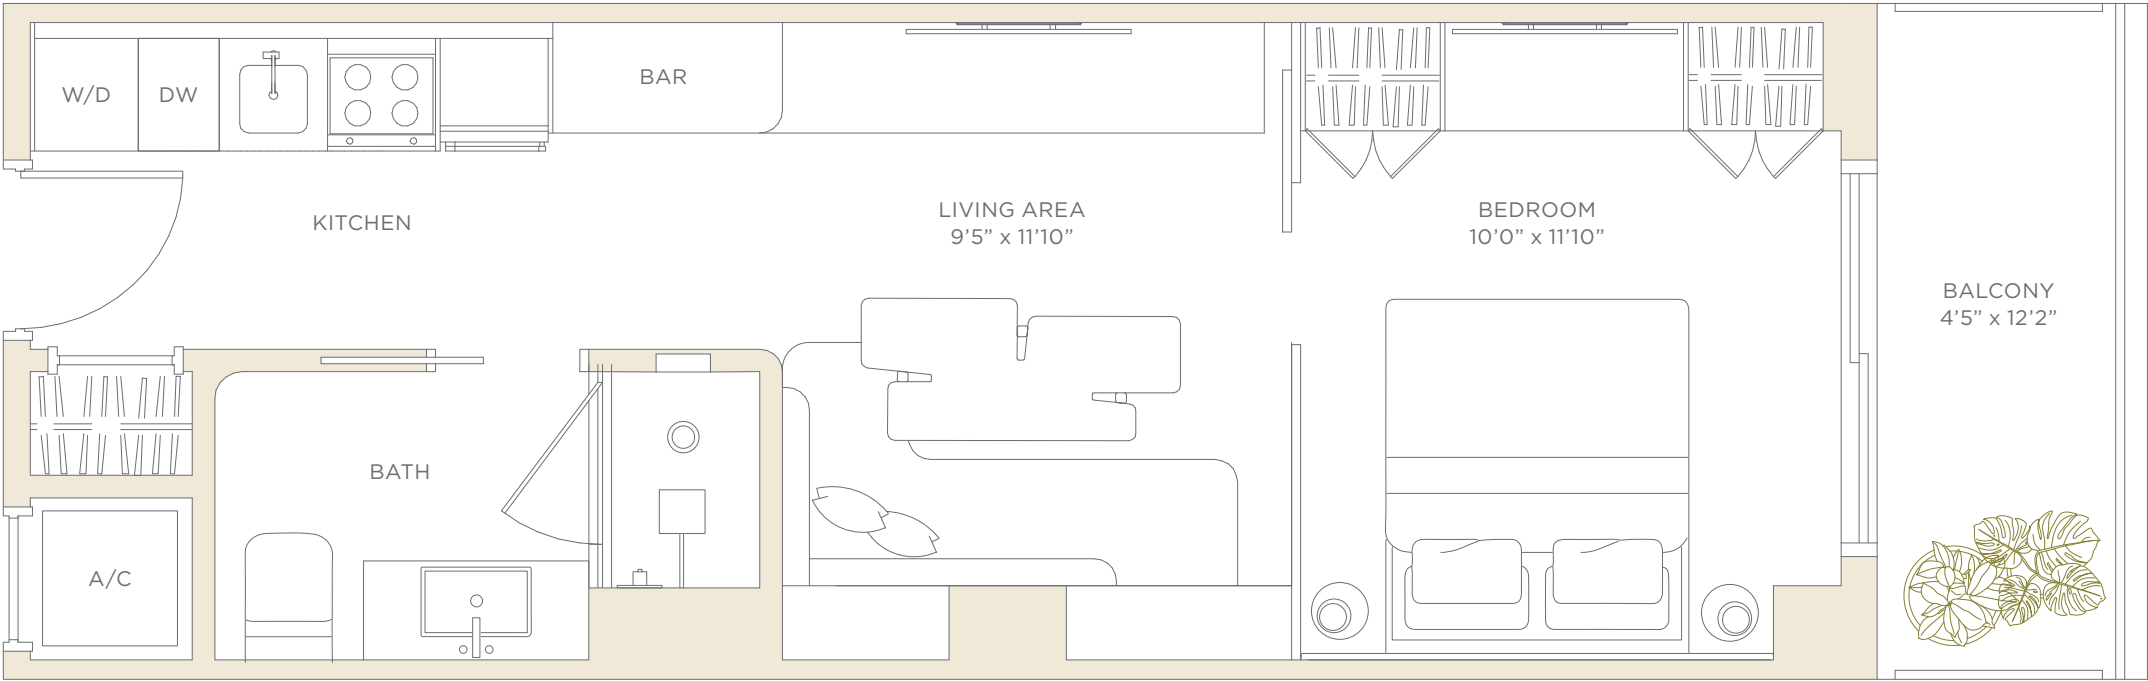 W/D
DW
BAR
KITCHEN
LIVING AREA
9’5” x 11’10”
BEDROOM
10’0” x 11’10”
BALCONY
4’5” x 12’2”
BATH
A/C